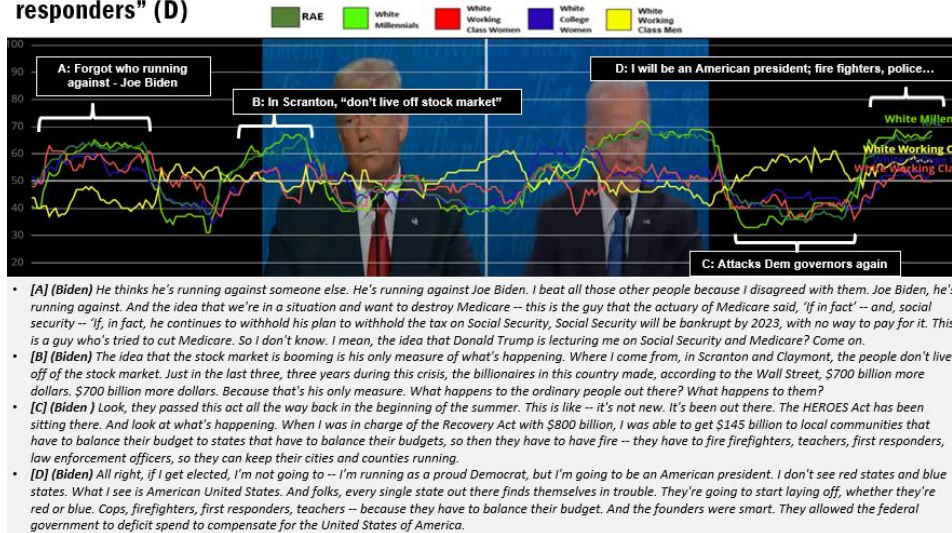 responders” (D)
RAE
White
Millennials
White
Working
Class Women
White
College
Women
White
Working
Class Men
100
90
80
70
60
50
40
30
20
A: Forgot who running
against - Joe Biden
B: In Scranton, “don’t live off stock market”
D: I will be an American president; fire fighters, police…
White Millen
White Working C
White Working Cla
C: Attacks Dem governors again
• [A] (Biden) He thinks he's running against someone else. He's running against Joe Biden. I beat all those other people because I disagreed with them. Joe Biden, he's
running against. And the idea that we're in a situation and want to destroy Medicare -- this is the guy that the actuary of Medicare said, ‘If in fact’ -- and, social
security -- ‘If, in fact, he continues to withhold his plan to withhold the tax on Social Security, Social Security will be bankrupt by 2023, with no way to pay for it. This
is a guy who's tried to cut Medicare. So I don't know. I mean, the idea that Donald Trump is lecturing me on Social Security and Medicare? Come on.
• [B] (Biden) The idea that the stock market is booming is his only measure of what's happening. Where I come from, in Scranton and Claymont, the people don't live
off of the stock market. Just in the last three, three years during this crisis, the billionaires in this country made, according to the Wall Street, $700 billion more
dollars. $700 billion more dollars. Because that's his only measure. What happens to the ordinary people out there? What happens to them?
• [C] (Biden ) Look, they passed this act all the way back in the beginning of the summer. This is like -- it's not new. It's been out there. The HEROES Act has been
sitting there. And look at what's happening. When I was in charge of the Recovery Act with $800 billion, I was able to get $145 billion to local communities that
have to balance their budget to states that have to balance their budgets, so then they have to have fire -- they have to fire firefighters, teachers, first responders,
law enforcement officers, so they can keep their cities and counties running.
• [D] (Biden) All right, if I get elected, I'm not going to -- I'm running as a proud Democrat, but I'm going to be an American president. I don't see red states and blue
states. What I see is American United States. And folks, every single state out there finds themselves in trouble. They're going to start laying off, whether they're
red or blue. Cops, firefighters, first responders, teachers -- because they have to balance their budget. And the founders were smart. They allowed the federal
government to deficit spend to compensate for the United States of America.